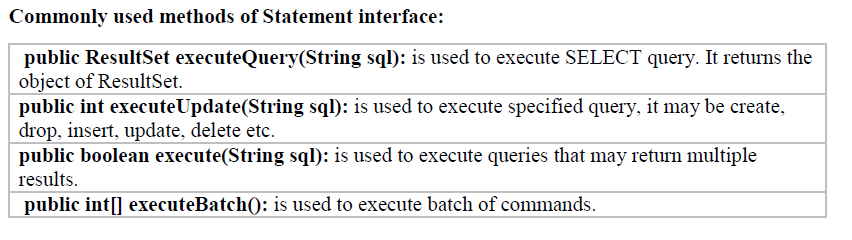 Commonly used methods of Statement interface:
public ResultSet executeQuery(String sql): is used to execute SELECT query. It returns the
object of ResultSet.
public int executeUpdate(String sql): is used to execute specified query, it may be create,
drop, insert, update, delete etc.
public boolean execute(String sql): is used to execute queries that may return multiple
results.
public int[] executeBatch(): is used to execute batch of commands.